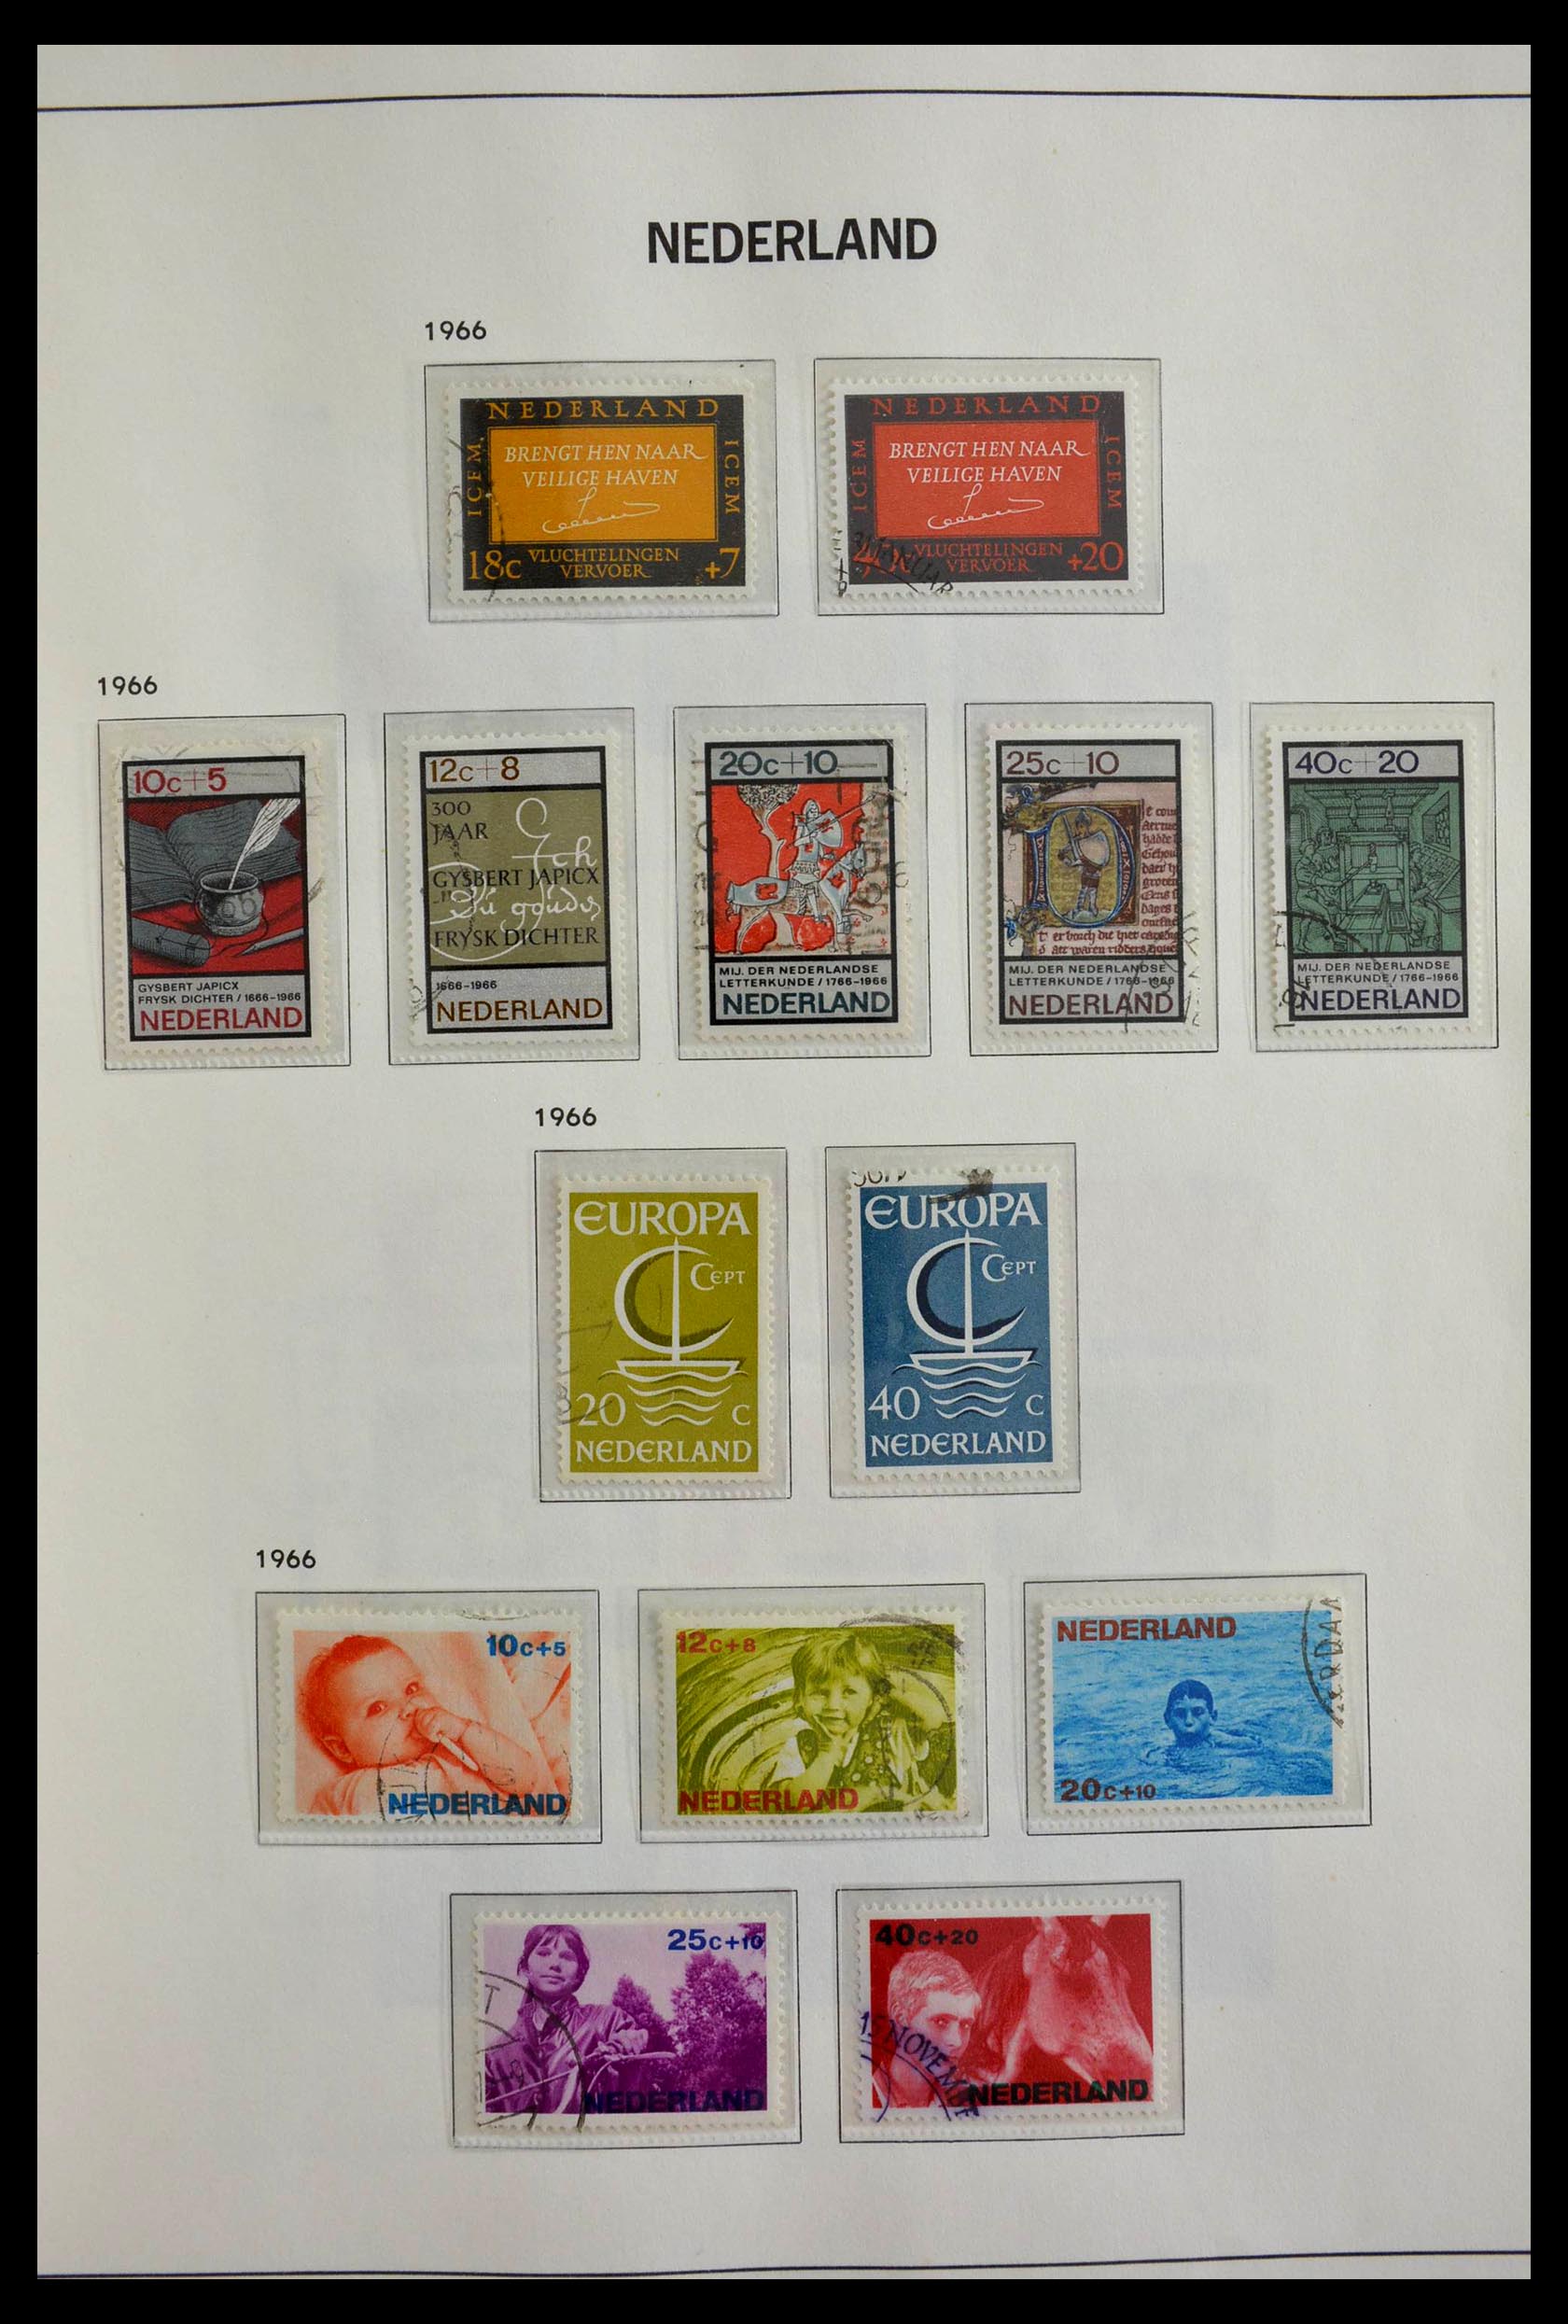 NEDERLAND
1966
NEDERLAND
ICEM
BRENGT HEN NAAR
VEILIGE HAVEN
ICEM
18c VLUCHTELINGEN
VERVOER +7
NEDERLAND
ICEM
BRENGT HEN NAAR
VEILIGE HAVEN
ICEM
VLUCHTELINGEN
VERVOER +20
1966
10c+5
GYSBERT JAPICX
FRYSK DICHTER / 1666-1966
NEDERLAND
12c+8
300
JAAR
GYSBERT JAPICX
FRYSK DICHTER
1666-1966
NEDERLAND
20c+10
MIJ. DER NEDERLANDSE
LETTERKUNDE / 1766-1966
NEDERLAND
25c+10
MIJ. DER NEDERLANDSE
LETTERKUNDE / 1766-1966
NEDERLAND
40c+20
MIJ. DER NEDERLANDSE
LETTERKUNDE / 1766-1966
NEDERLAND
1966
EUROPA
CEPT
20 C
NEDERLAND
EUROPA
CEPT
40 C
NEDERLAND
1966
10c+5
NEDERLAND
12c+8
NEDERLAND
NEDERLAND
20c+10
25c+10
NEDERLAND
40c+20
NOVEMBE
NEDERLAND